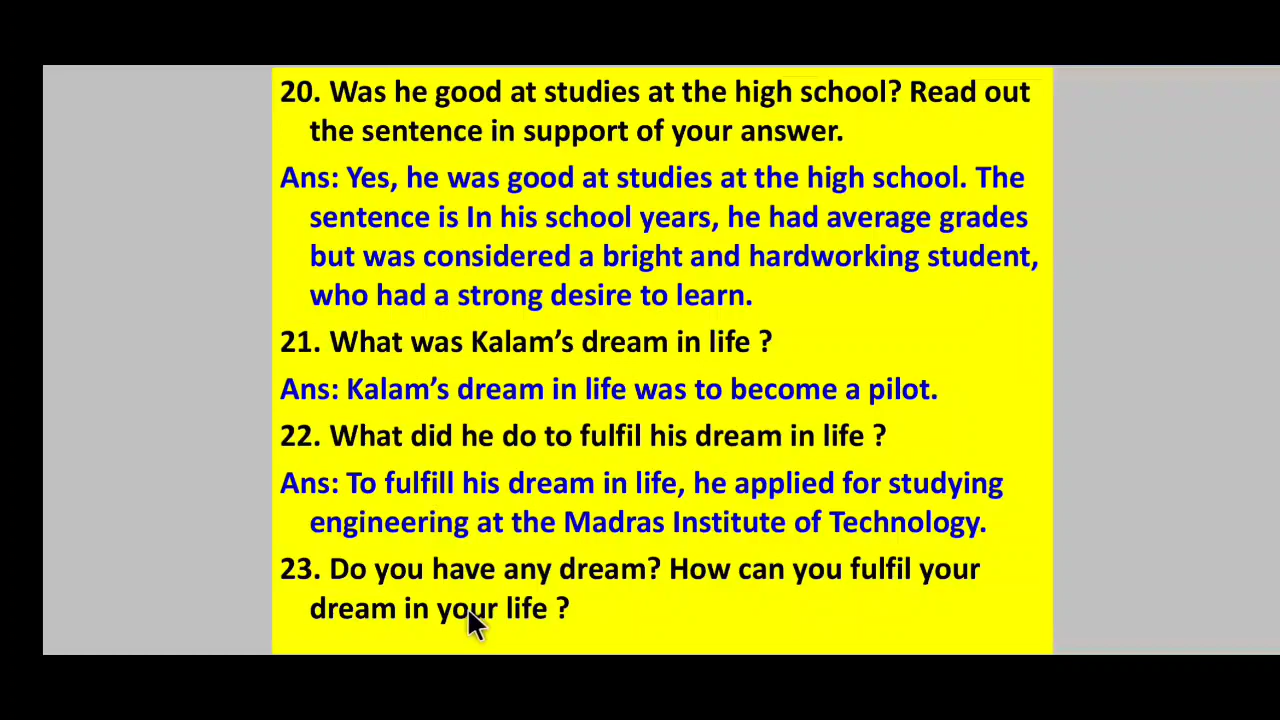 20. Was he good at studies at the high school? Read out
the sentence in support of your answer.
Ans: Yes, he was good at studies at the high school. The
sentence is In his school years, he had average grades
but was considered a bright and hardworking student,
who had a strong desire to learn.
21. What was Kalam’s dream in life ?
Ans: Kalam’s dream in life was to become a pilot.
22. What did he do to fulfil his dream in life ?
Ans: To fulfill his dream in life, he applied for studying
engineering at the Madras Institute of Technology.
23. Do you have any dream? How can you fulfil your
dream in your life ?